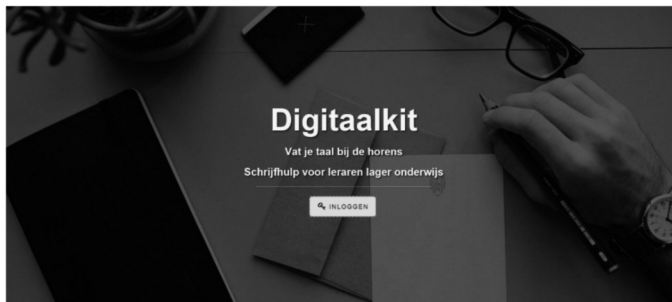 Digitaalkit
Vat je taal bij de horens
Schrijfhulp voor leraren lager onderwijs
INLOGGEN